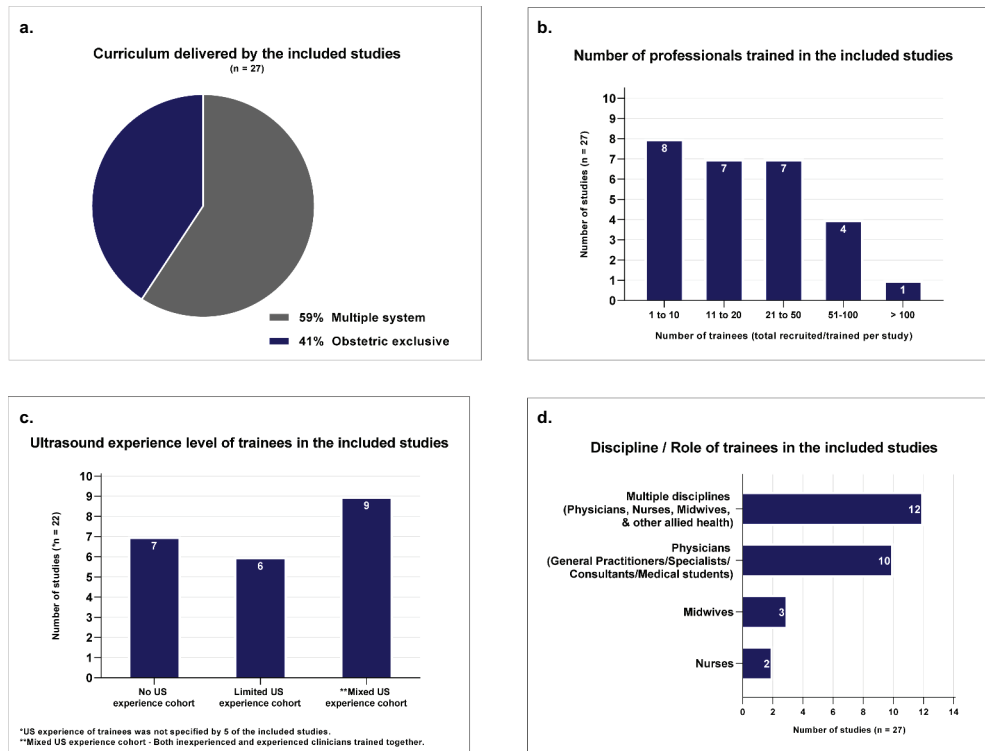 a.
Curriculum delivered by the included studies
(n = 27)
59% Multiple system
41% Obstetric exclusive
b.
Number of professionals trained in the included studies
Number of studies (n = 27)
10
9
8
7
6
5
4
3
2
1
0
8
7
7
4
1
1 to 10
11 to 20
21 to 50
51-100
> 100
Number of trainees (total recruited/trained per study)
c.
Ultrasound experience level of trainees in the included studies
Number of studies (*n = 22)
10
9
8
7
6
5
4
3
2
1
0
7
6
9
No US
experience cohort
Limited US
experience cohort
**Mixed US
experience cohort
*US experience of trainees was not specified by 5 of the included studies.
**Mixed US experience cohort - Both inexperienced and experienced clinicians trained together.
d.
Discipline / Role of trainees in the included studies
Multiple disciplines
(Physicians, Nurses, Midwives,
& other allied health)
12
Physicians
(General Practitioners/Specialists/
Consultants/Medical students)
10
Midwives
3
Nurses
2
0
2
4
6
8
10
12
14
Number of studies (n = 27)